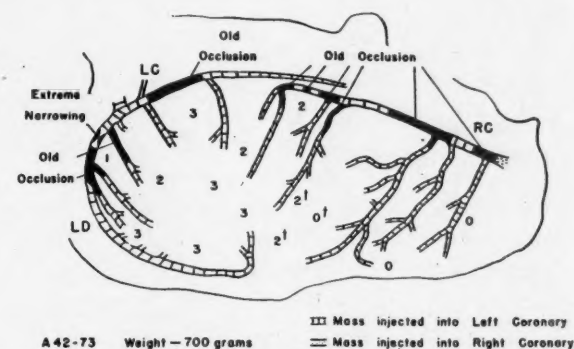 Old
Occlusion
LC
Old Occlusion
Extreme
Narrowing
RC
Old
Occlusion
LD
3
2
2
1
2
3
3
3
3
2†
2†
0†
0
0
Mass injected into Left Coronary
A 42-73 Weight — 700 grams
Mass injected into Right Coronary